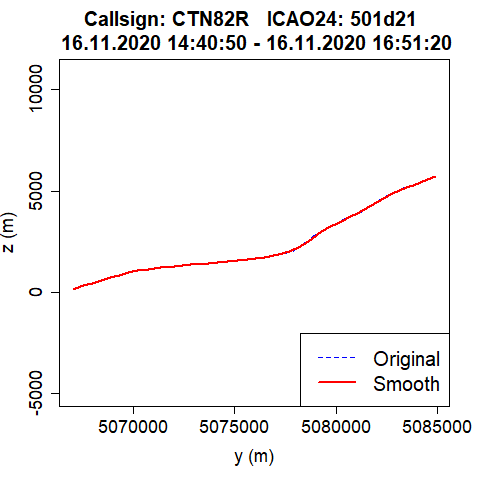 Callsign: CTN82R   ICAO24: 501d21
16.11.2020 14:40:50 - 16.11.2020 16:51:20
10000
5000
0
-5000
z (m)
Original
Smooth
5070000 5075000 5080000 5085000
y (m)